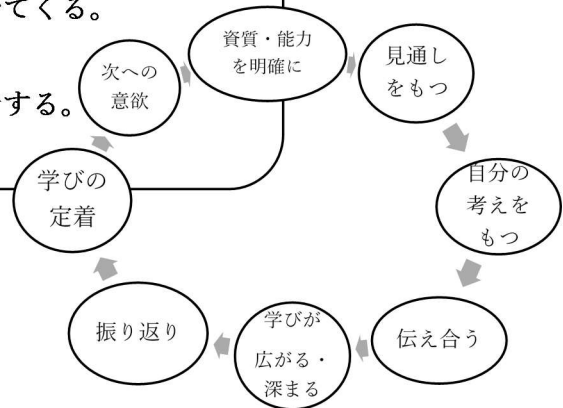 てくる。
する。
資質・能力
を明確に
見通し
をもつ
自分の
考えを
もつ
伝え合う
学びが
広がる・
深まる
振り返り
学びの
定着
次への
意欲